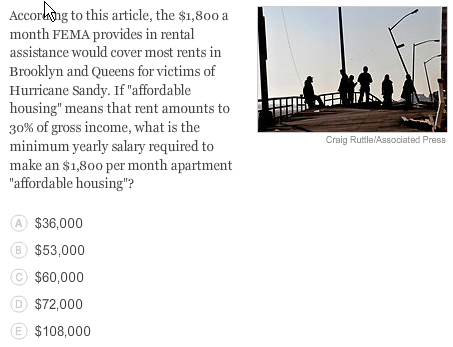 According to this article, the $1,800 a
month FEMA provides in rental
assistance would cover most rents in
Brooklyn and Queens for victims of
Hurricane Sandy. If "affordable
housing" means that rent amounts to
30% of gross income, what is the
minimum yearly salary required to
make an $1,800 per month apartment
"affordable housing"?
Craig Ruttle/Associated Press
A $36,000
B $53,000
C $60,000
D $72,000
E $108,000